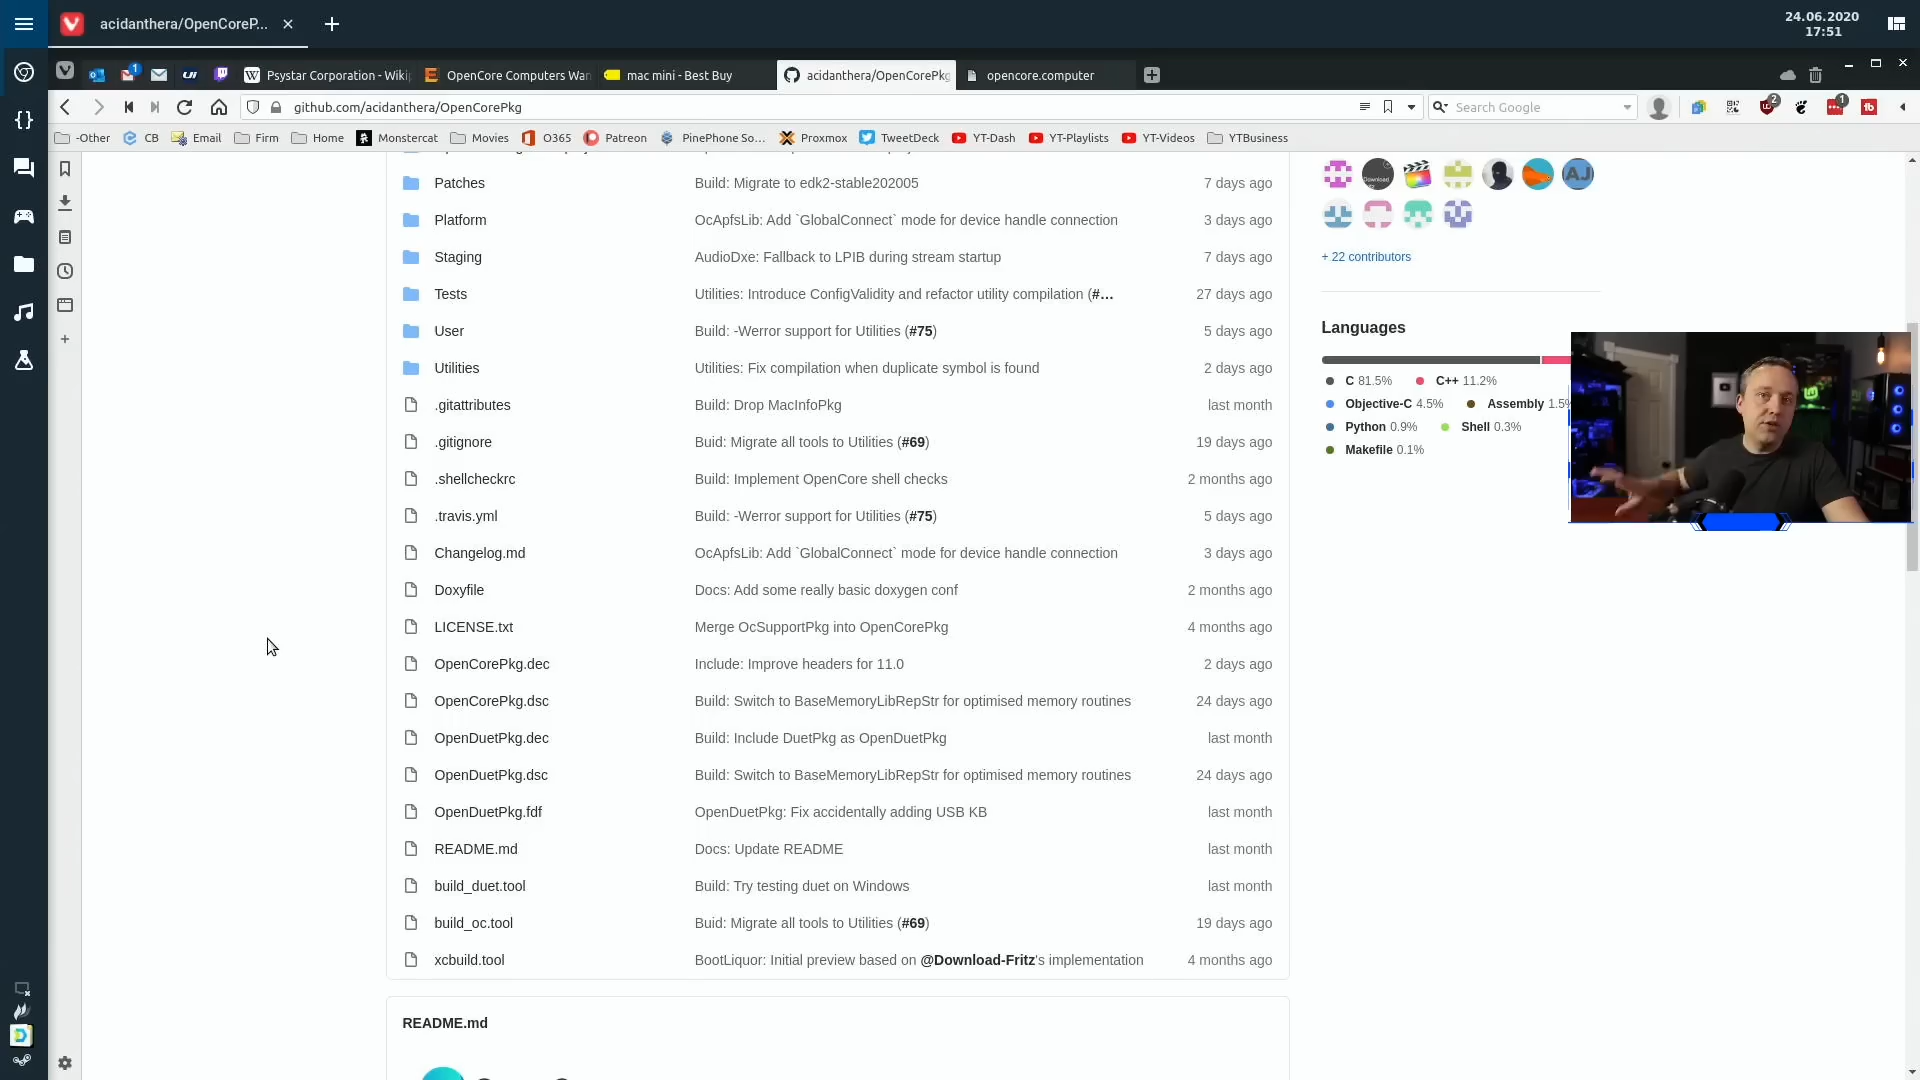 acidanthera/OpenCoreP...
24.06.2020
17:51
1
Psystar Corporation - Wiki
OpenCore Computers Wan
mac mini - Best Buy
acidanthera/OpenCorePkg
opencore.computer
github.com/acidanthera/OpenCorePkg
Search Google
2
1
-Other
CB
Email
Firm
Home
Monstercat
Movies
O365
Patreon
PinePhone So...
Proxmox
TweetDeck
YT-Dash
YT-Playlists
YT-Videos
YTBusiness
Patches Build: Migrate to edk2-stable202005 7 days ago
Platform OcApfsLib: Add `GlobalConnect` mode for device handle connection 3 days ago
Staging AudioDxe: Fallback to LPIB during stream startup 7 days ago
Tests Utilities: Introduce ConfigValidity and refactor utility compilation (#... 27 days ago
User Build: -Werror support for Utilities (#75) 5 days ago
Utilities Utilities: Fix compilation when duplicate symbol is found 2 days ago
.gitattributes Build: Drop MacInfoPkg last month
.gitignore Buid: Migrate all tools to Utilities (#69) 19 days ago
.shellcheckrc Build: Implement OpenCore shell checks 2 months ago
.travis.yml Build: -Werror support for Utilities (#75) 5 days ago
Changelog.md OcApfsLib: Add `GlobalConnect` mode for device handle connection 3 days ago
Doxyfile Docs: Add some really basic doxygen conf 2 months ago
LICENSE.txt Merge OcSupportPkg into OpenCorePkg 4 months ago
OpenCorePkg.dec Include: Improve headers for 11.0 2 days ago
OpenCorePkg.dsc Build: Switch to BaseMemoryLibRepStr for optimised memory routines 24 days ago
OpenDuetPkg.dec Build: Include DuetPkg as OpenDuetPkg last month
OpenDuetPkg.dsc Build: Switch to BaseMemoryLibRepStr for optimised memory routines 24 days ago
OpenDuetPkg.fdf OpenDuetPkg: Fix accidentally adding USB KB last month
README.md Docs: Update README last month
build_duet.tool Build: Try testing duet on Windows last month
build_oc.tool Buid: Migrate all tools to Utilities (#69) 19 days ago
xcbuild.tool BootLiquor: Initial preview based on @Download-Fritz's implementation 4 months ago
README.md
AJ
+ 22 contributors
Languages
C 81.5% C++ 11.2%
Objective-C 4.5% Assembly 1.5%
Python 0.9% Shell 0.3%
Makefile 0.1%